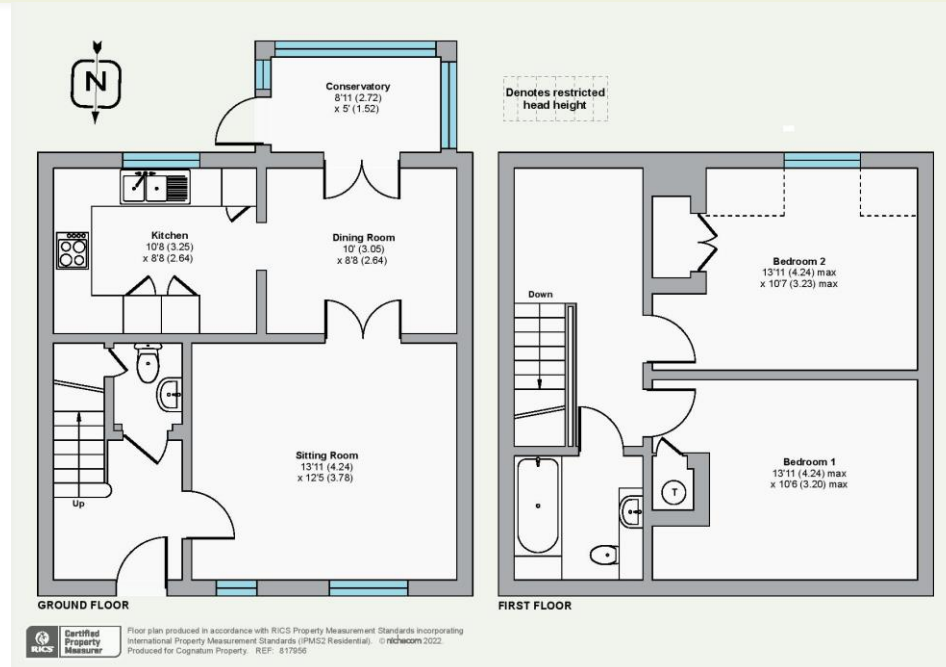 N
Conservatory
8'11 (2.72)
x 5' (1.52)
Denotes restricted
head height
Kitchen
10'8 (3.25)
x 8'8 (2.64)
Dining Room
10' (3.05)
x 8'8 (2.64)
Sitting Room
13'11 (4.24)
x 12'5 (3.78)
Up
Down
Bedroom 2
13'11 (4.24) max
x 10'7 (3.23) max
Bedroom 1
13'11 (4.24) max
x 10'6 (3.20) max
T
GROUND FLOOR
FIRST FLOOR
RICS
Certified
Property
Measurer
Floor plan produced in accordance with RICS Property Measurement Standards incorporating
International Property Measurement Standards (IPMS2 Residential). © nichecom 2022.
Produced for Cognatum Property. REF: 817956